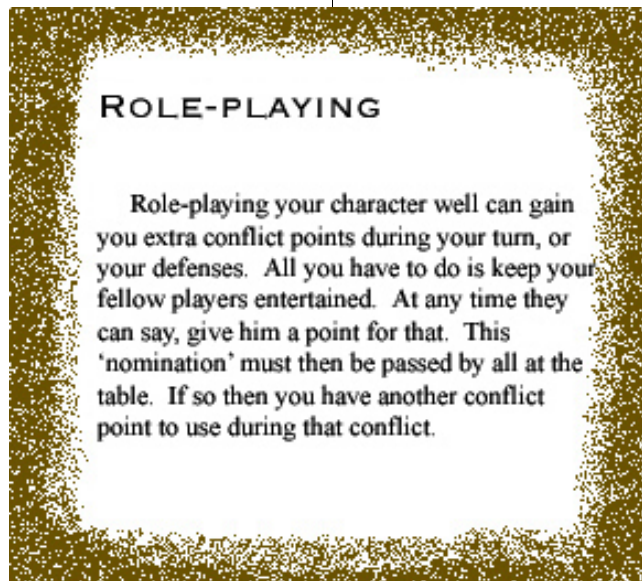 ROLE-PLAYING
Role-playing your character well can gain
you extra conflict points during your turn, or
your defenses. All you have to do is keep your
fellow players entertained. At any time they
can say, give him a point for that. This
‘nomination’ must then be passed by all at the
table. If so then you have another conflict
point to use during that conflict.